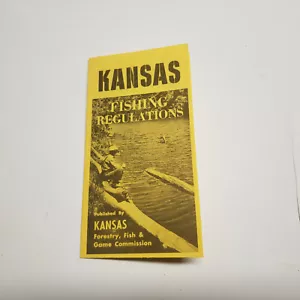 KANSAS
FISHING
REGULATIONS
Published by
KANSAS
Forestry, Fish &
Game Commission